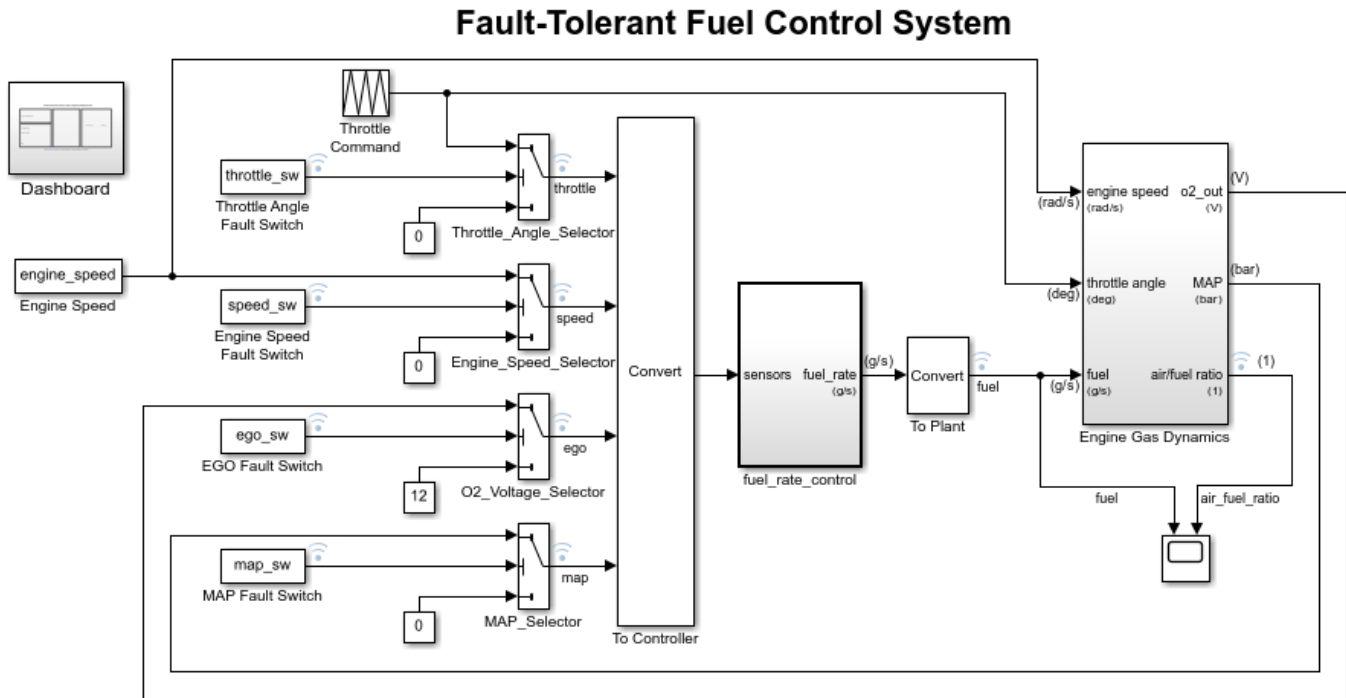 Fault-Tolerant Fuel Control System
Dashboard
Throttle
Command
throttle_sw
Throttle Angle
Fault Switch
0
throttle
Throttle_Angle_Selector
engine_speed
Engine Speed
speed_sw
Engine Speed
Fault Switch
0
speed
Engine_Speed_Selector
ego_sw
EGO Fault Switch
12
ego
O2_Voltage_Selector
map_sw
MAP Fault Switch
0
map
MAP_Selector
Convert
To Controller
sensors
fuel_rate
(g/s)
fuel_rate_control
(g/s)
Convert
To Plant
fuel
(rad/s)
(deg)
(g/s)
engine speed
(rad/s)
o2_out
(V)
throttle angle
(deg)
MAP
(bar)
fuel
(g/s)
air/fuel ratio
(1)
Engine Gas Dynamics
(V)
(bar)
(1)
fuel
air_fuel_ratio